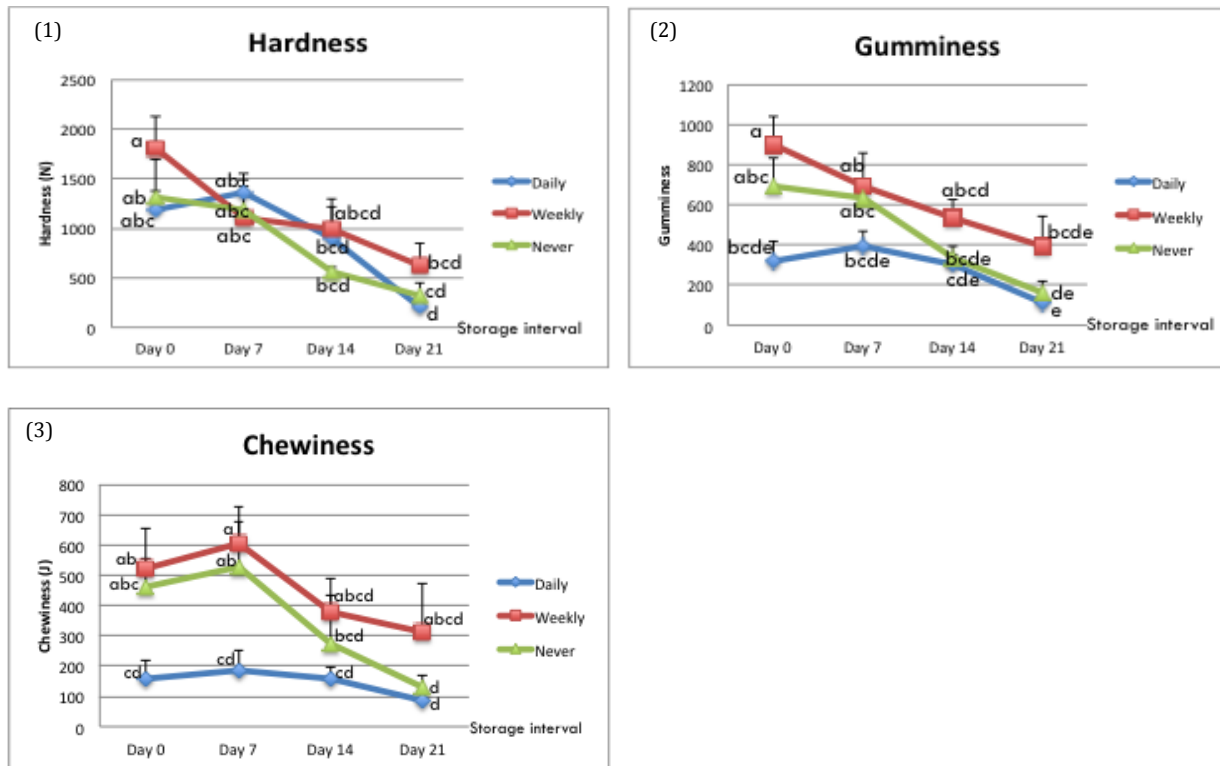 (1)
Hardness
2500
2000
1500
1000
500
0
Hardness (N)
a
ab
abc
ab
abc
abc
abcd
bcd
bcd
bcd
cd
d
Daily
Weekly
Never
Storage interval
Day 0 Day 7 Day 14 Day 21
(2)
Gumminess
1200
1000
800
600
400
200
0
Gumminess
a
abc
bcde
ab
abc
bcde
abcd
bcde
cde
bcde
de
e
Daily
Weekly
Never
Storage interval
Day 0 Day 7 Day 14 Day 21
(3)
Chewiness
800
700
600
500
400
300
200
100
0
Chewiness (J)
ab
abc
cd
a
ab
cd
abcd
bcd
cd
abcd
d
d
Daily
Weekly
Never
Storage interval
Day 0 Day 7 Day 14 Day 21